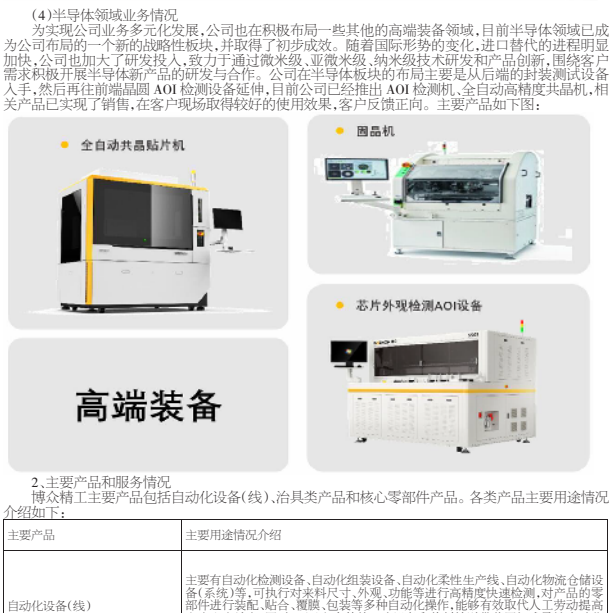 (4)半导体领域业务情况
为实现公司业务多元化发展,公司也在积极布局一些其他的高端装备领域,目前半导体领域已成
为公司布局的一个新的战略性板块,并取得了初步成效。随着国际形势的变化,进口替代的进程明显
加快,公司也加大了研发投入,致力于通过微米级、亚微米级、纳米级技术研发和产品创新,围绕客户
需求积极开展半导体新产品的研发与合作。公司在半导体板块的布局主要是从后端的封装测试设备
入手,然后再往前端晶圆 AOI 检测设备延伸,目前公司已经推出 AOI 检测机、全自动高精度共晶机,相
关产品已实现了销售,在客户现场取得较好的使用效果,客户反馈正向。主要产品如下图:
全自动共晶贴片机
固晶机
芯片外观检测AOI设备
高端装备
2、主要产品和服务情况
博众精工主要产品包括自动化设备(线)、治具类产品和核心零部件产品。各类产品主要用途情况
介绍如下:
主要产品
主要用途情况介绍
自动化设备(线)
主要有自动化检测设备、自动化组装设备、自动化柔性生产线、自动化物流仓储设
备(系统)等,可执行对来料尺寸、外观、功能等进行高精度快速检测,对产品的零
部件进行装配、贴合、覆膜、包装等多种自动化操作,能够有效取代人工劳动提高